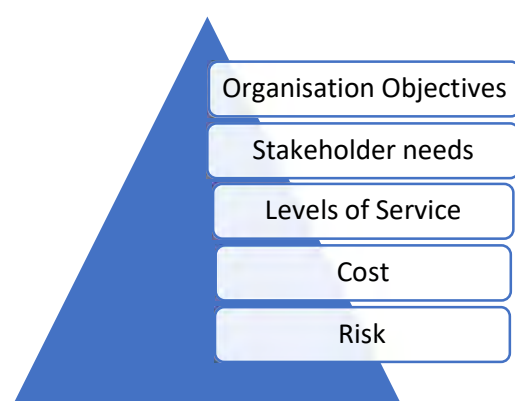 Organisation Objectives
Stakeholder needs
Levels of Service
Cost
Risk